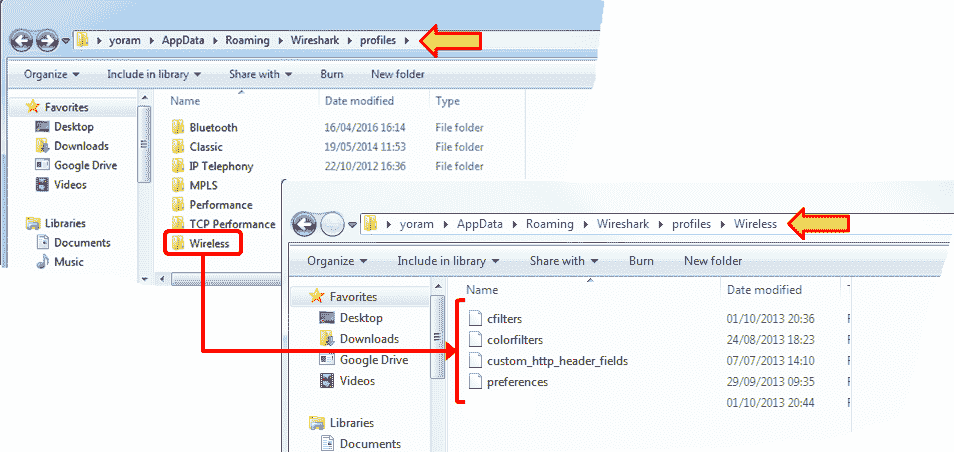 yoram AppData Roaming Wireshark profiles
Organize Include in library Share with Burn New folder
Favorites
Desktop
Downloads
Google Drive
Videos
Libraries
Documents
Music
Name Date modified Type
Bluetooth 16/04/2016 16:14 File folder
Classic 19/05/2014 11:53 File folder
IP Telephony 22/10/2012 16:36 File folder
MPLS
Performance
TCP Performance
Wireless
yoram AppData Roaming Wireshark profiles Wireless
Organize Include in library Share with Burn New folder
Favorites
Desktop
Downloads
Google Drive
Videos
Libraries
Documents
Name Date modified
cfilters 01/10/2013 20:36
colorfilters 24/08/2013 18:23
custom_http_header_fields 07/07/2013 14:10
preferences 29/09/2013 09:35
01/10/2013 20:44